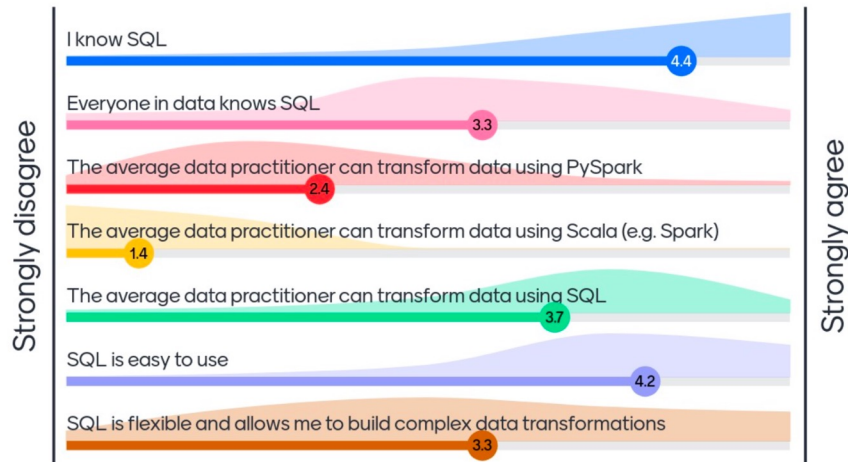 Strongly disagree
I know SQL
4.4
Everyone in data knows SQL
3.3
The average data practitioner can transform data using PySpark
2.4
The average data practitioner can transform data using Scala (e.g. Spark)
1.4
The average data practitioner can transform data using SQL
3.7
SQL is easy to use
4.2
SQL is flexible and allows me to build complex data transformations
3.3
Strongly agree